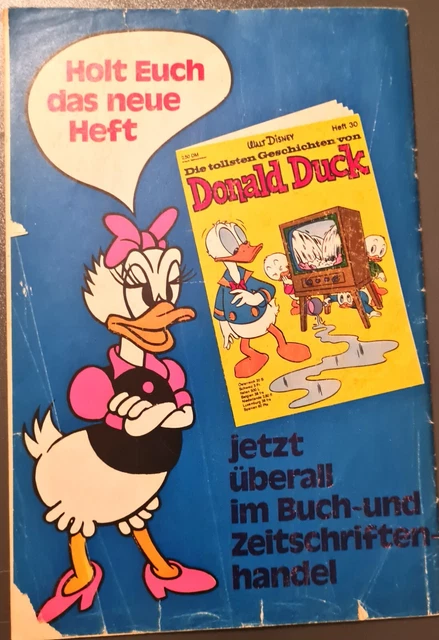 Holt Euch
das neue
Heft
WALT DISNEY
Heft 30
Die tollsten Geschichten von
Donald Duck
jetzt
überall
im Buch-und
Zeitschriften-
handel